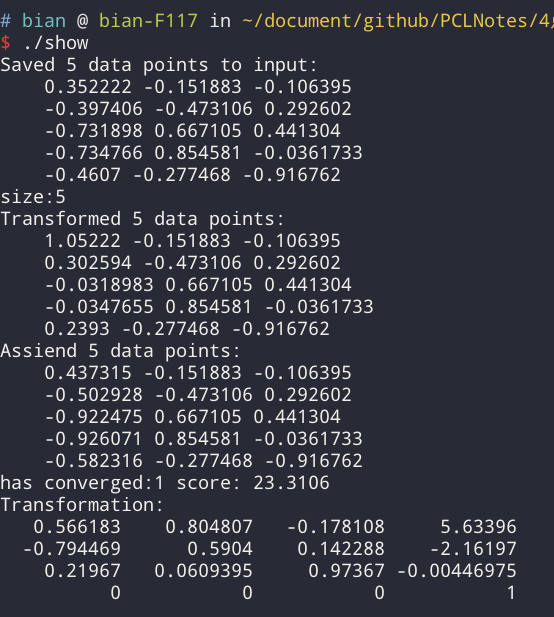 # bian @ bian-F117 in ~/document/github/PCLNotes/4
$ ./show
Saved 5 data points to input:
    0.352222 -0.151883 -0.106395
    -0.397406 -0.473106 0.292602
    -0.731898 0.667105 0.441304
    -0.734766 0.854581 -0.0361733
    -0.4607 -0.277468 -0.916762
size:5
Transformed 5 data points:
    1.05222 -0.151883 -0.106395
    0.302594 -0.473106 0.292602
    -0.0318983 0.667105 0.441304
    -0.0347655 0.854581 -0.0361733
    0.2393 -0.277468 -0.916762
Assiend 5 data points:
    0.437315 -0.151883 -0.106395
    -0.502928 -0.473106 0.292602
    -0.922475 0.667105 0.441304
    -0.926071 0.854581 -0.0361733
    -0.582316 -0.277468 -0.916762
has converged:1 score: 23.3106
Transformation:
   0.566183    0.804807   -0.178108     5.63396
  -0.794469      0.5904    0.142288    -2.16197
    0.21967   0.0609395     0.97367 -0.00446975
          0           0           0           1